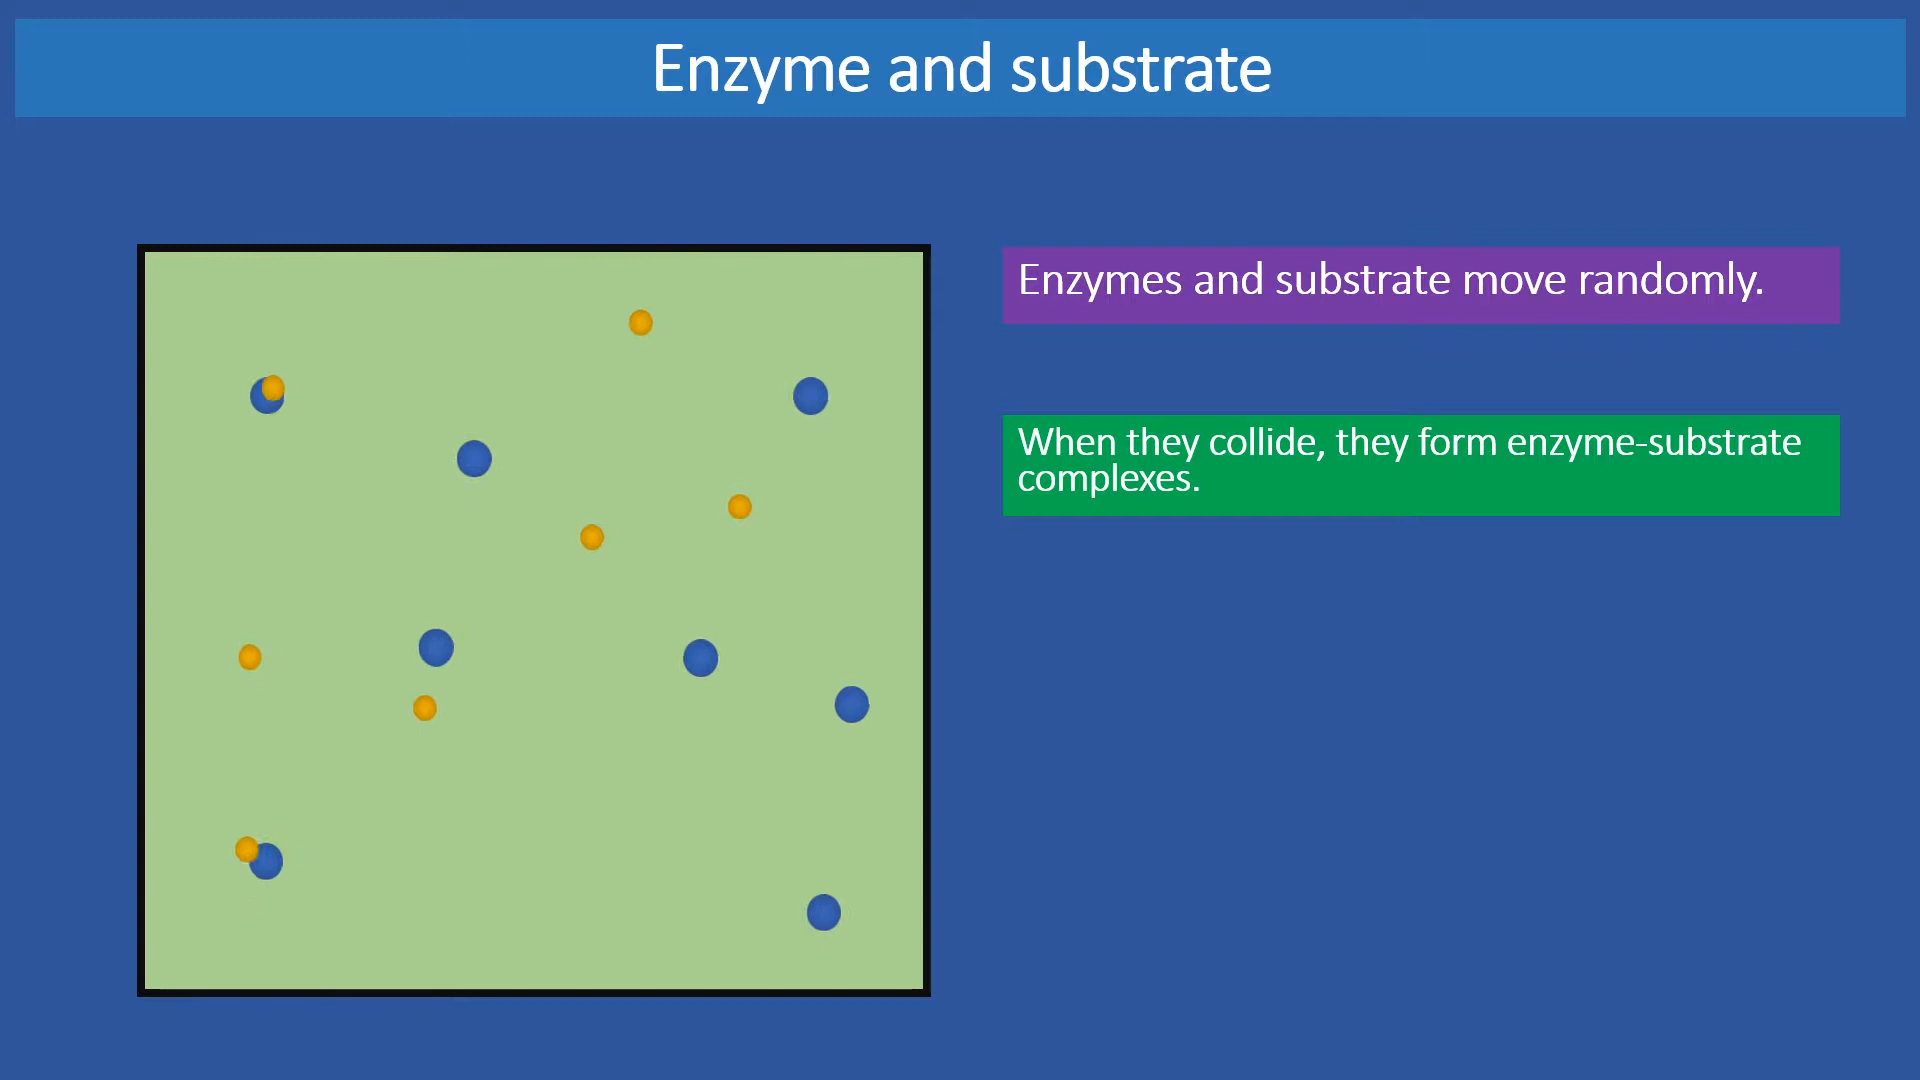 Enzyme and substrate
Enzymes and substrate move randomly.
When they collide, they form enzyme-substrate
complexes.